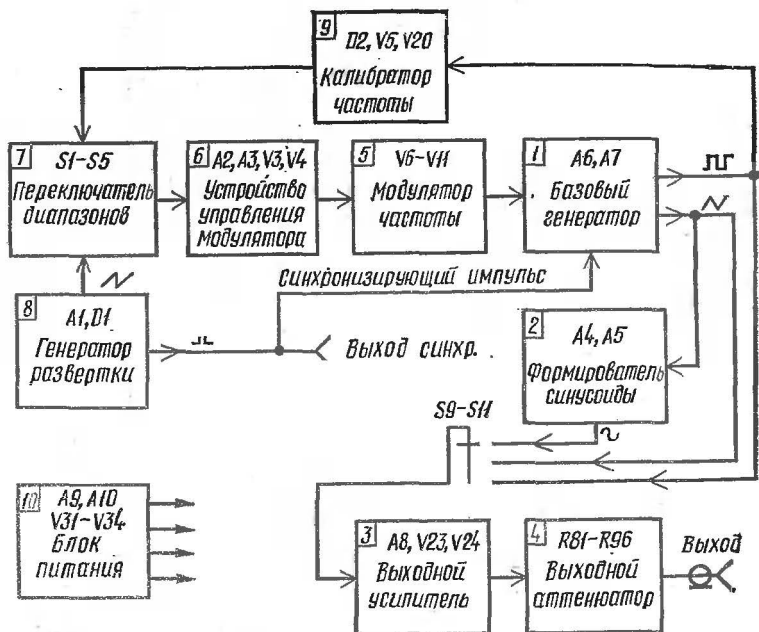 9
D2, V5, V20
Калибратор
частоты
7
S1-S5
Переключатель
диапазонов
6
A2, A3, V3, V4
Устройство
управления
модулятора
5
V6-V11
Модулятор
частоты
1
A6, A7
Базовый
генератор
Синхронизирующий импульс
8
A1, D1
Генератор
развертки
Выход синхр.
2
A4, A5
Формирователь
синусоиды
S9-S11
10
A9, A10
V31-V34
Блок
питания
3
A8, V23, V24
Выходной
усилитель
4
R81-R96
Выходной
аттенюатор
Выход